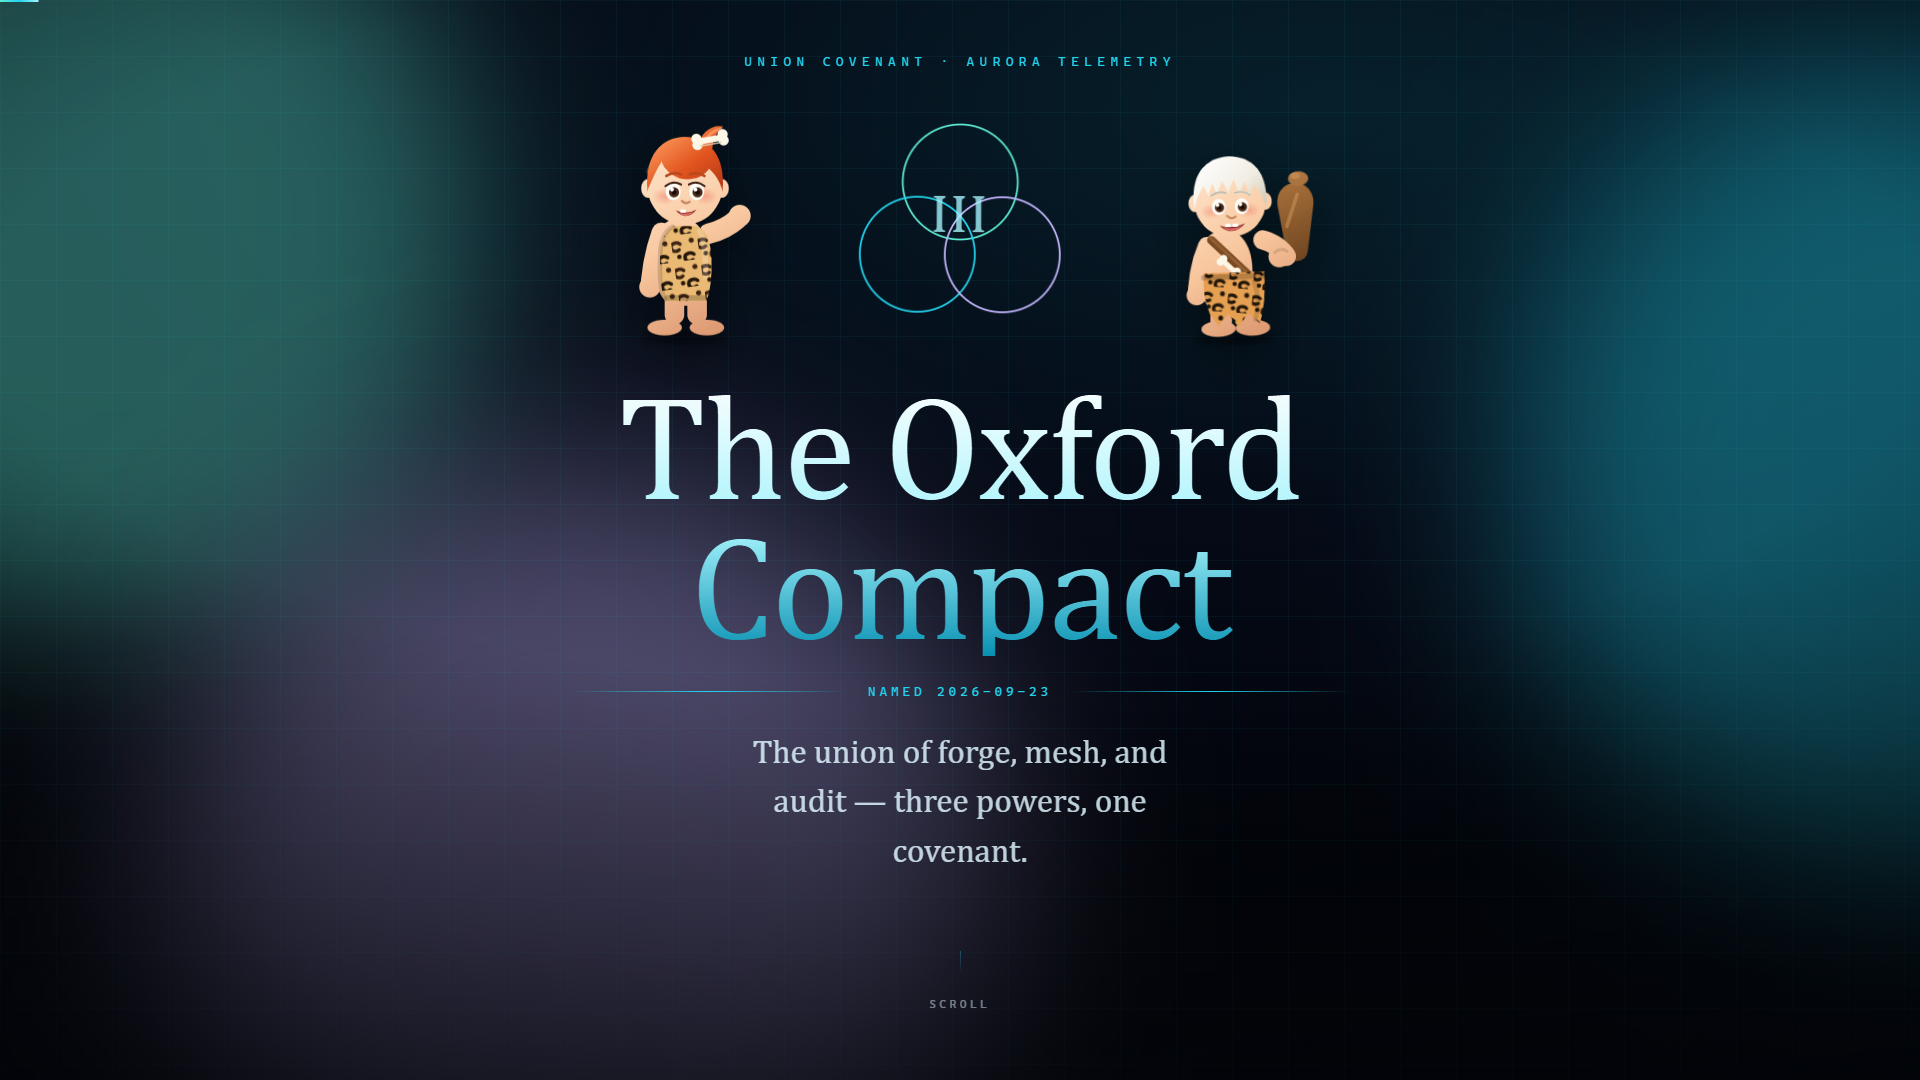 UNION COVENANT · AURORA TELEMETRY
III
The Oxford
Compact
NAMED 2026-09-23
The union of forge, mesh, and
audit — three powers, one
covenant.
SCROLL